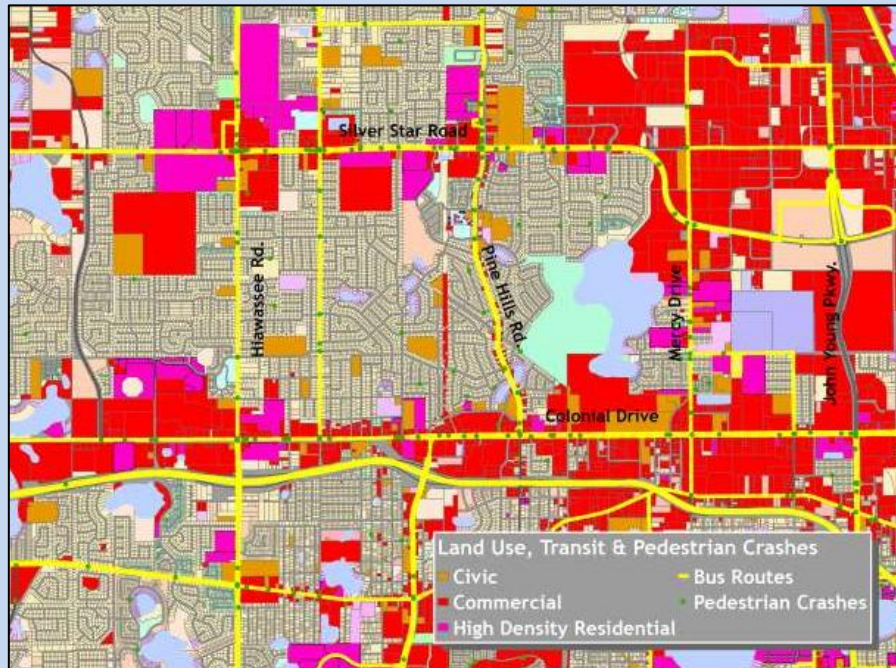 Silver Star Road
Hiawassee Rd.
Pine Hills Rd.
Mercy Drive
John Young Pkwy.
Colonial Drive
Land Use, Transit & Pedestrian Crashes
Civic
Bus Routes
Commercial
Pedestrian Crashes
High Density Residential